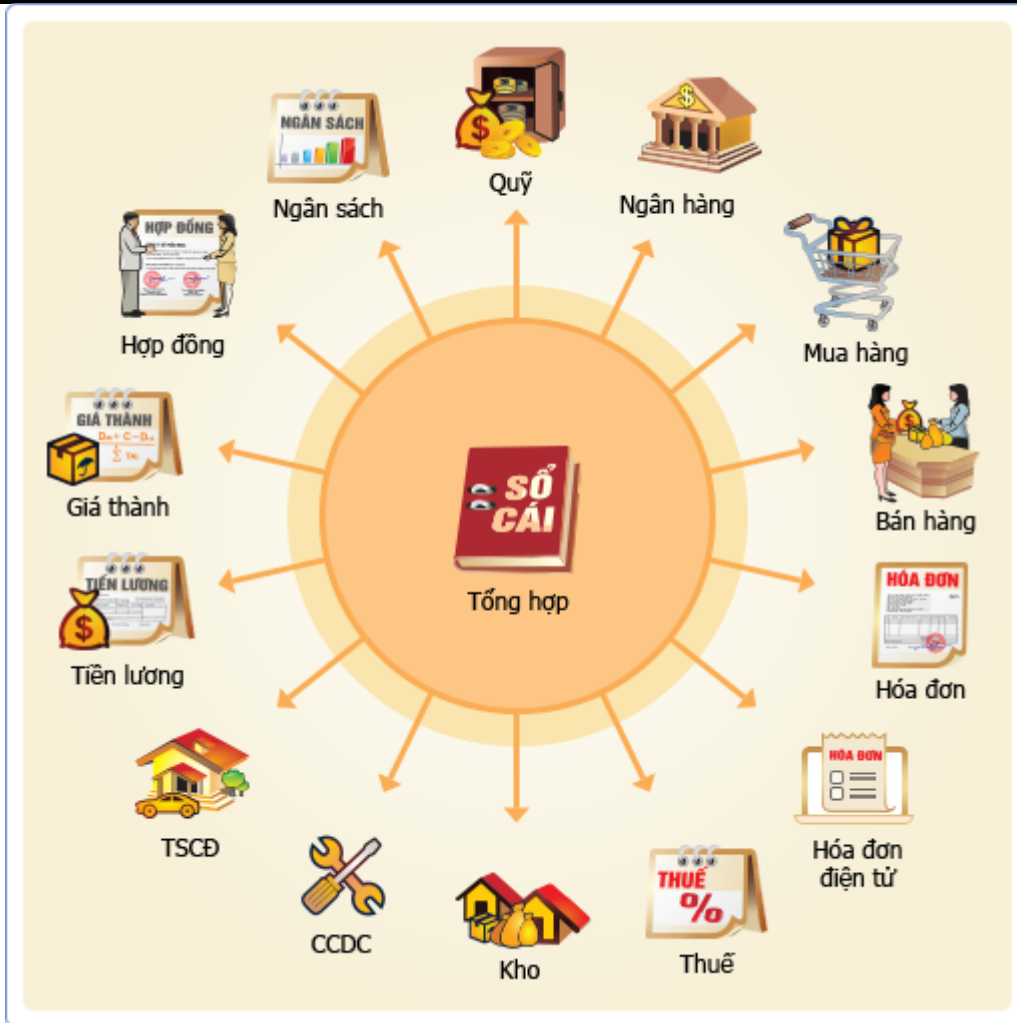 NGÂN SÁCH
Ngân sách
$
Quỹ
$
Ngân hàng
HỢP ĐỒNG
Hợp đồng
Mua hàng
GIÁ THÀNH
Giá thành
$
Bán hàng
SỔ
CÁI
Tổng hợp
TIỀN LƯƠNG
$
Tiền lương
HÓA ĐƠN
Hóa đơn
TSCĐ
HÓA ĐƠN
Hóa đơn
điện tử
CCDC
Kho
THUẾ
%
Thuế